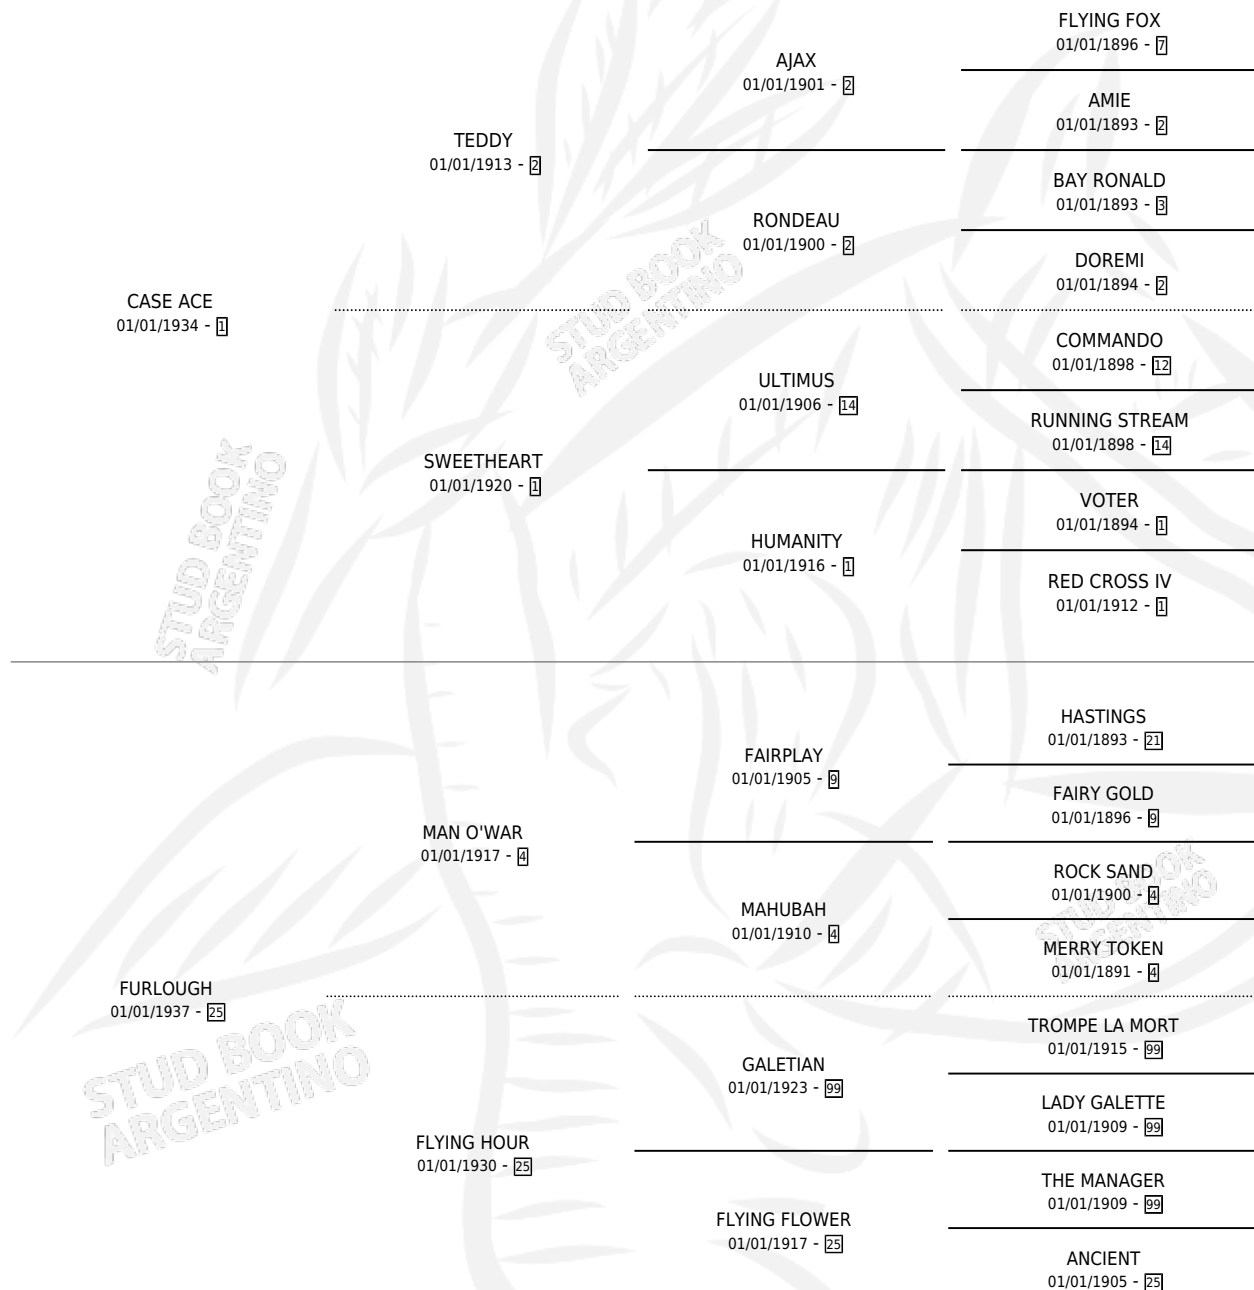 FLYING FOX
01/01/1896 - 7
AJAX
01/01/1901 - 2
AMIE
01/01/1893 - 2
TEDDY
01/01/1913 - 2
BAY RONALD
01/01/1893 - 3
RONDEAU
01/01/1900 - 2
DOREMI
01/01/1894 - 2
CASE ACE
01/01/1934 - 1
COMMANDO
01/01/1898 - 12
ULTIMUS
01/01/1906 - 14
RUNNING STREAM
01/01/1898 - 14
SWEETHEART
01/01/1920 - 1
VOTER
01/01/1894 - 1
HUMANITY
01/01/1916 - 1
RED CROSS IV
01/01/1912 - 1
HASTINGS
01/01/1893 - 21
FAIRPLAY
01/01/1905 - 9
FAIRY GOLD
01/01/1896 - 9
MAN O'WAR
01/01/1917 - 4
ROCK SAND
01/01/1900 - 4
MAHUBAH
01/01/1910 - 4
MERRY TOKEN
01/01/1891 - 4
FURLOUGH
01/01/1937 - 25
TROMPE LA MORT
01/01/1915 - 99
GALETIAN
01/01/1923 - 99
LADY GALETTE
01/01/1909 - 99
FLYING HOUR
01/01/1930 - 25
THE MANAGER
01/01/1909 - 99
FLYING FLOWER
01/01/1917 - 25
ANCIENT
01/01/1905 - 25
STUD BOOK
ARGENTINO
STUD BOOK
ARGENTINO
STUD BOOK
ARGENTINO
STUD BOOK
ARGENTINO